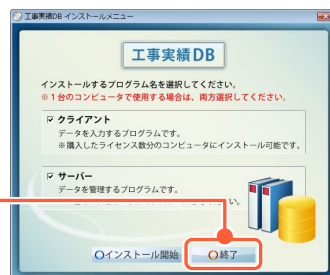 工事実績DB インストールメニュー
工事実績DB
インストールするプログラム名を選択してください。
※1台のコンピュータで使用する場合は、両方選択してください。
クライアント
データを入力するプログラムです。
※購入したライセンス数分のコンピュータにインストール可能です。
サーバー
データを管理するプログラムです。
い。
インストール開始
終了